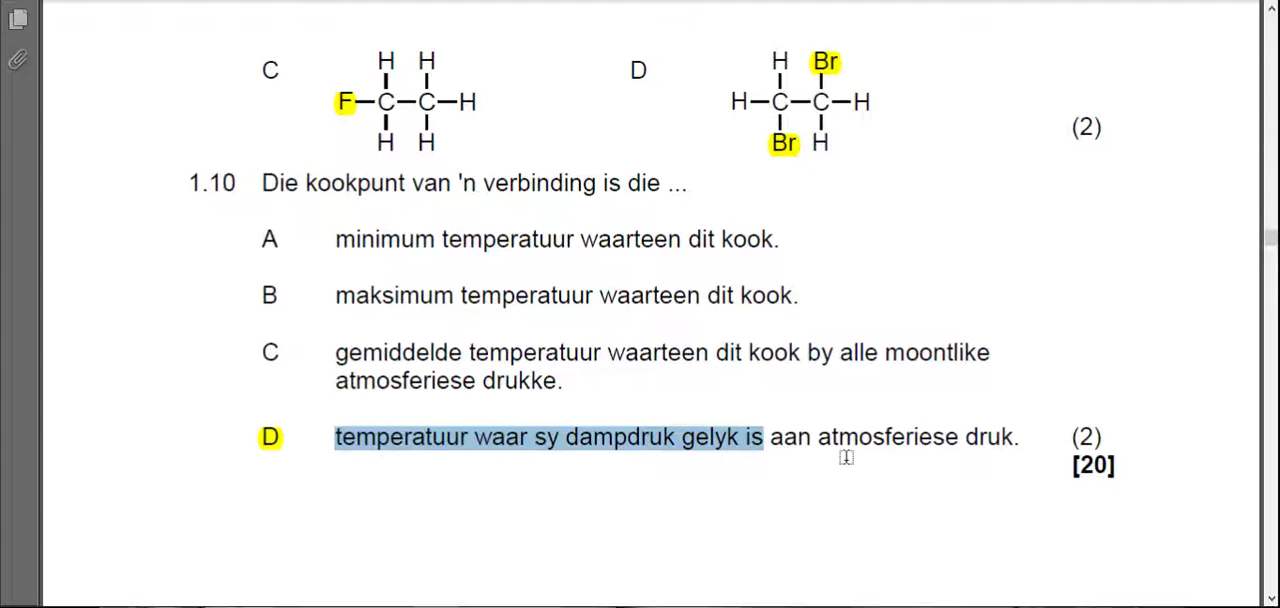 H H H Br
C F—C—C—H D H—C—C—H
(2)
H H Br H
1.10 Die kookpunt van 'n verbinding is die ...
A minimum temperatuur waarteen dit kook.
B maksimum temperatuur waarteen dit kook.
C gemiddelde temperatuur waarteen dit kook by alle moontlike
atmosferiese drukke.
D temperatuur waar sy dampdruk gelyk is aan atmosferiese druk. (2)
[20]